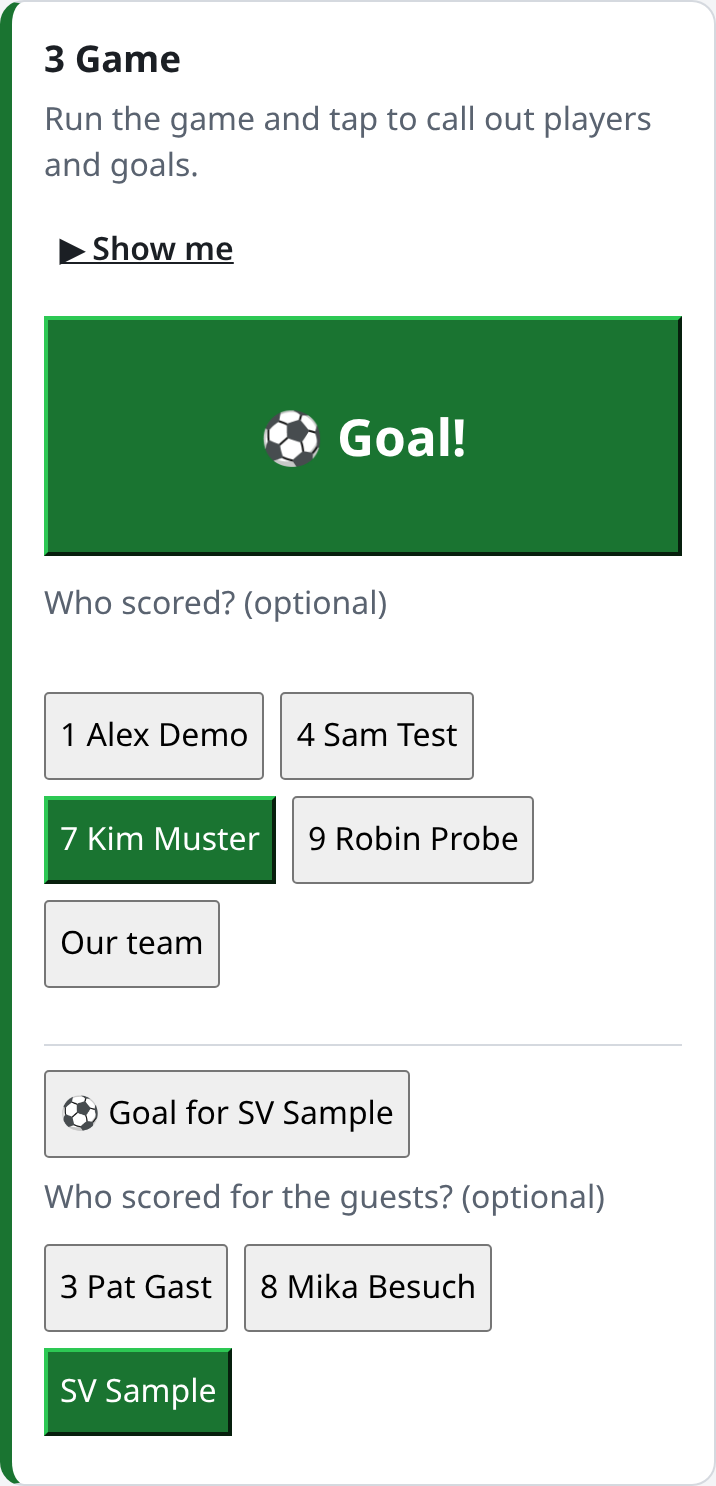 3 Game
Run the game and tap to call out players
and goals.
▶ Show me
⚽ Goal!
Who scored? (optional)
1 Alex Demo
4 Sam Test
7 Kim Muster
9 Robin Probe
Our team
⚽ Goal for SV Sample
Who scored for the guests? (optional)
3 Pat Gast
8 Mika Besuch
SV Sample